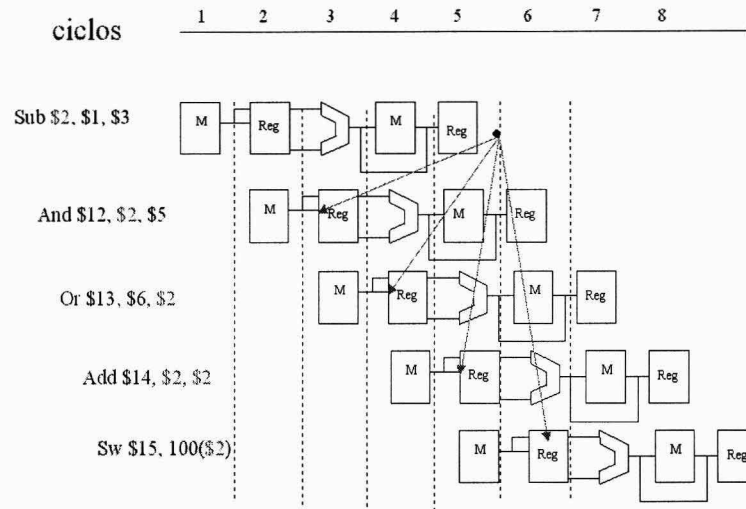 ciclos 1 2 3 4 5 6 7 8
Sub $2, $1, $3 M Reg M Reg
And $12, $2, $5 M Reg M Reg
Or $13, $6, $2 M Reg M Reg
Add $14, $2, $2 M Reg M Reg
Sw $15, 100($2) M Reg M Reg